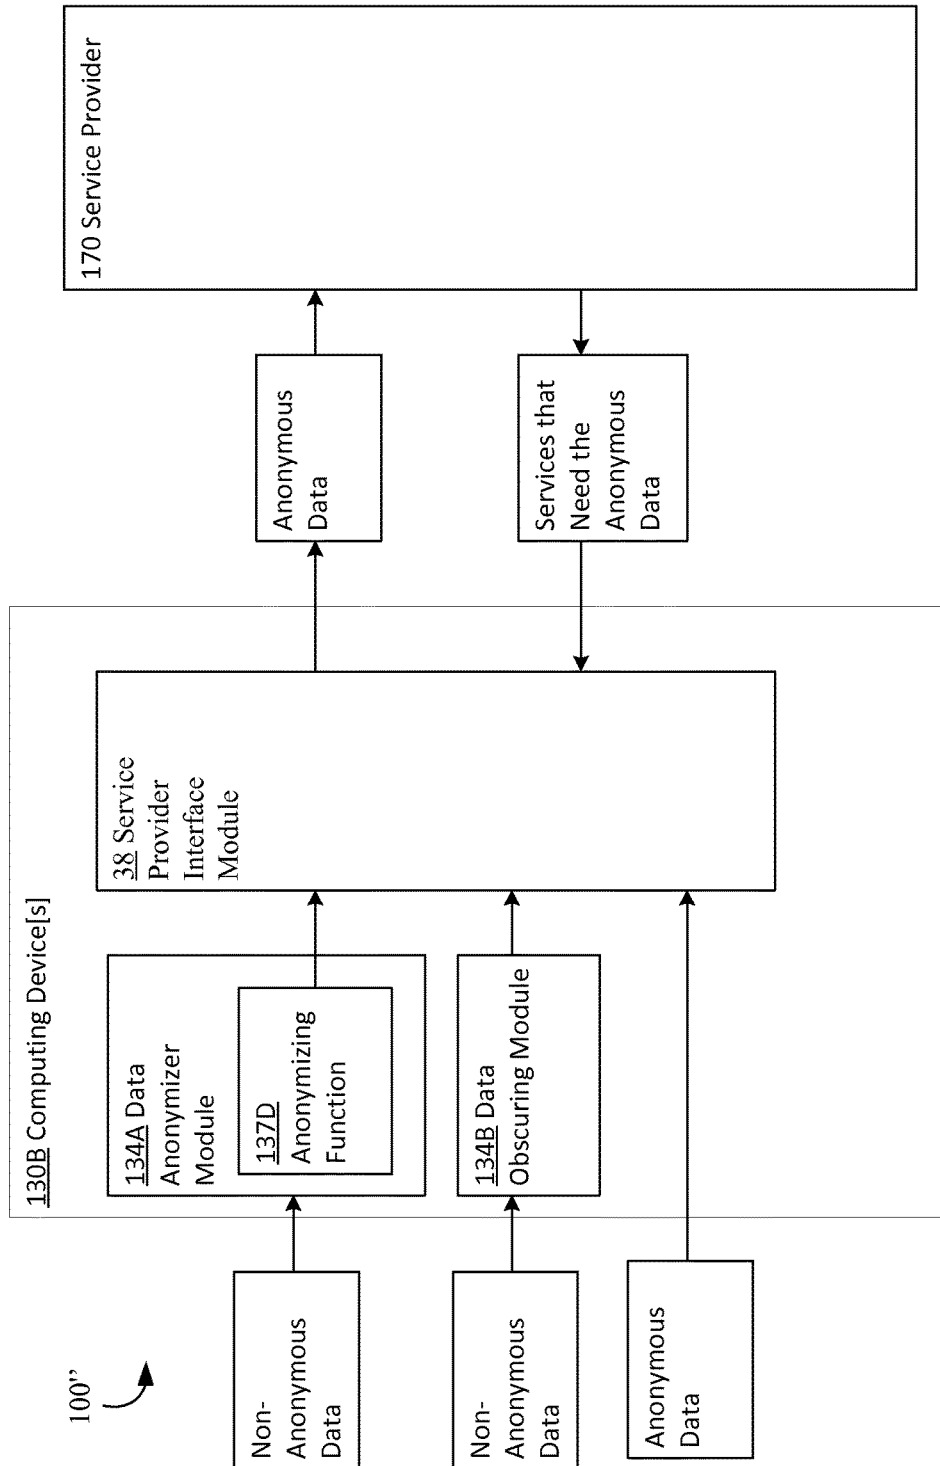 100”
Non-
Anonymous
Data
Non-
Anonymous
Data
Anonymous
Data
130B Computing Device[s]
134A Data
Anonymizer
Module
137D
Anonymizing
Function
134B Data
Obscuring Module
38 Service
Provider
Interface
Module
Anonymous
Data
Services that
Need the
Anonymous
Data
170 Service Provider